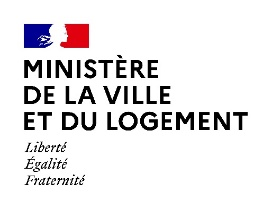 MINISTÈRE
DE LA VILLE
ET DU LOGEMENT
Liberté
Égalité
Fraternité